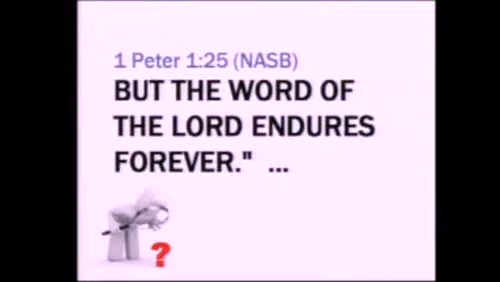 1 Peter 1:25 (NASB)
BUT THE WORD OF
THE LORD ENDURES
FOREVER." ...
?